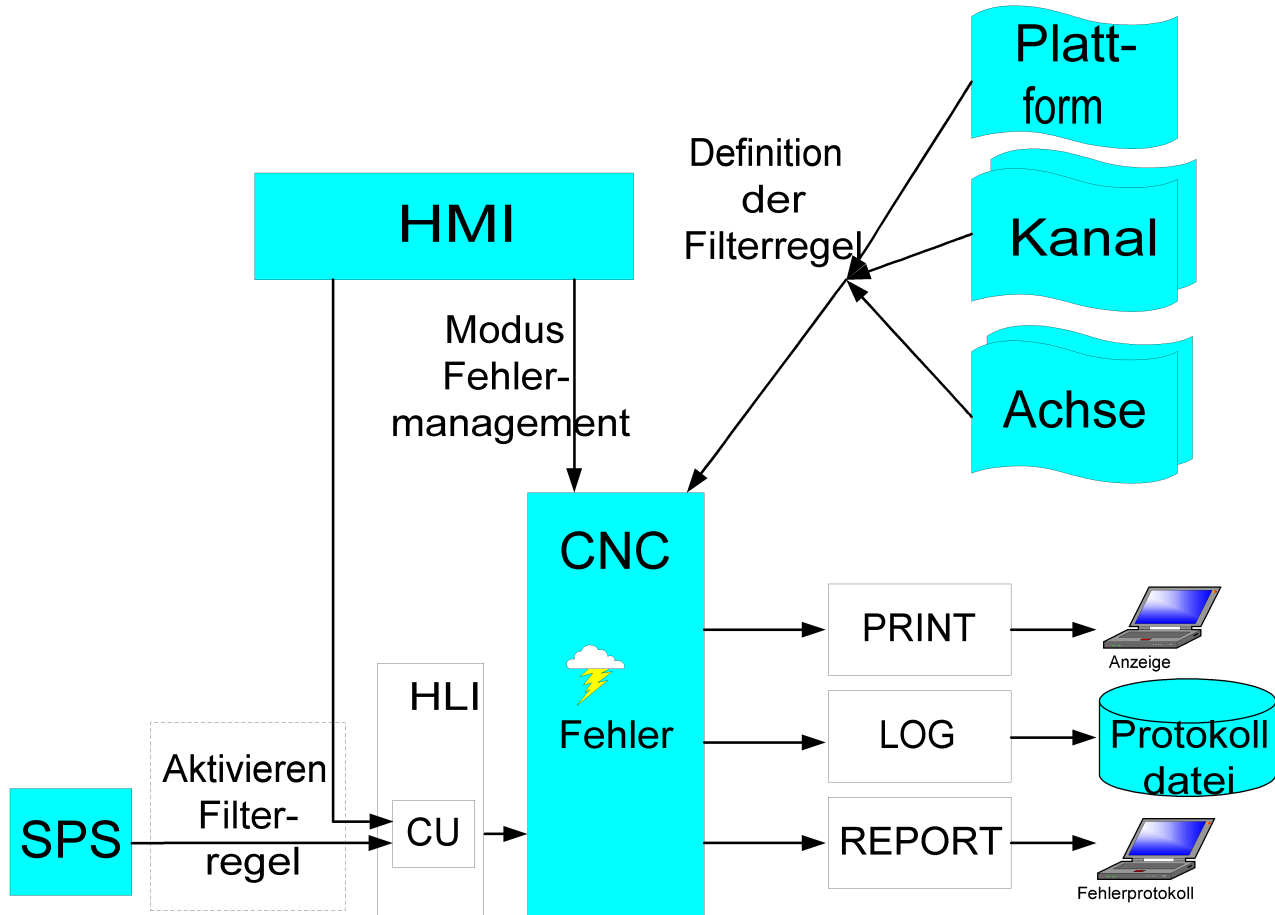 Platt-
form
Definition
der
Filterregel
Kanal
HMI
Modus
Fehler-
management
Achse
CNC
Fehler
PRINT
Anzeige
HLI
LOG
Protokoll
datei
Aktivieren
Filter-
regel
SPS
CU
REPORT
Fehlerprotokoll